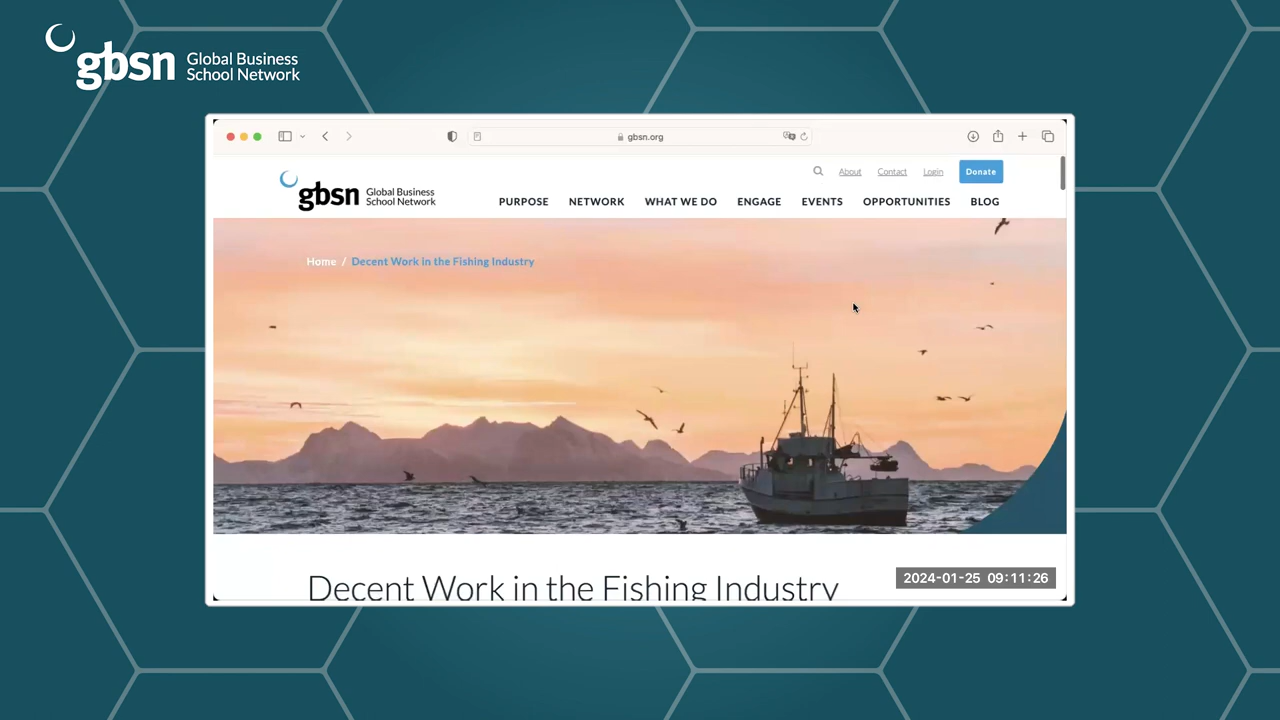 gbsn Global Business
School Network
gbsn.org
About Contact Login Donate
gbsn Global Business
School Network
PURPOSE NETWORK WHAT WE DO ENGAGE EVENTS OPPORTUNITIES BLOG
Home / Decent Work in the Fishing Industry
Decent Work in the Fishing Industry
2024-01-25 09:11:26